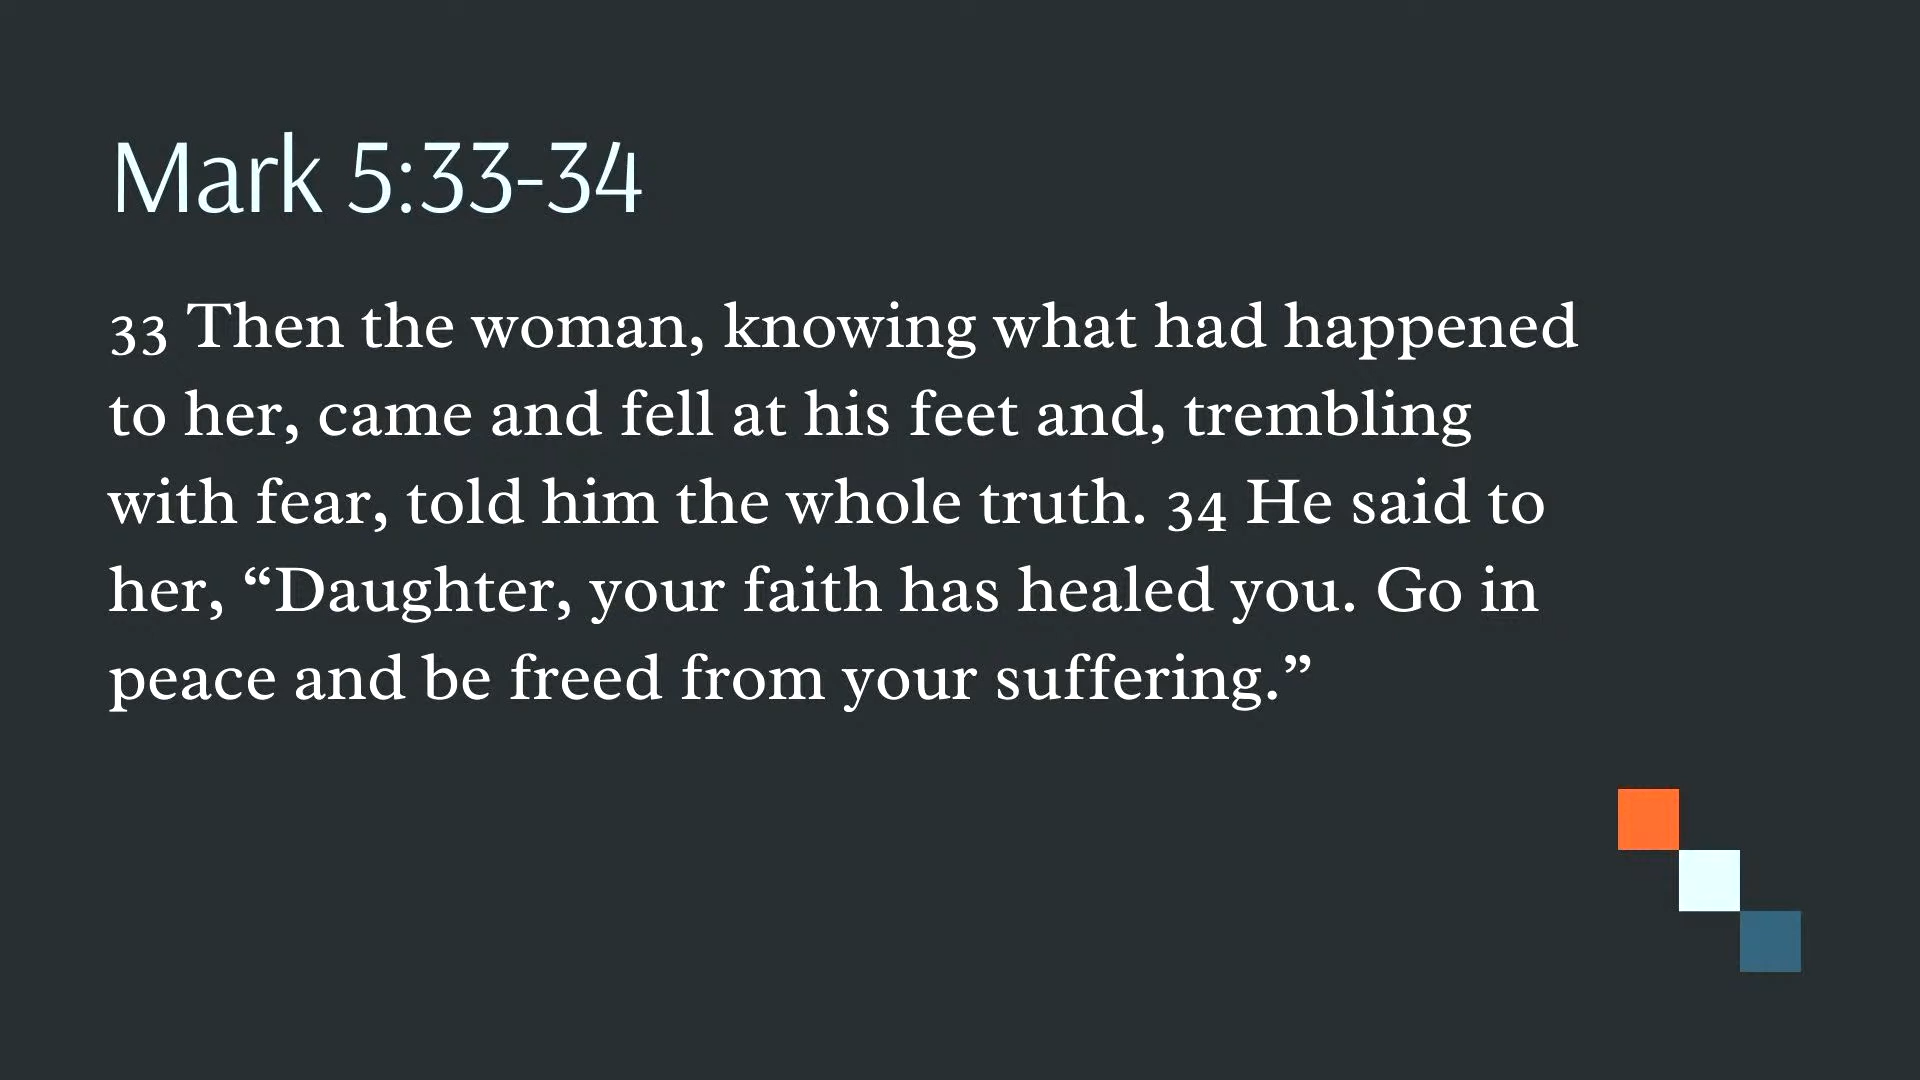 Mark 5:33-34
33 Then the woman, knowing what had happened
to her, came and fell at his feet and, trembling
with fear, told him the whole truth. 34 He said to
her, “Daughter, your faith has healed you. Go in
peace and be freed from your suffering.”